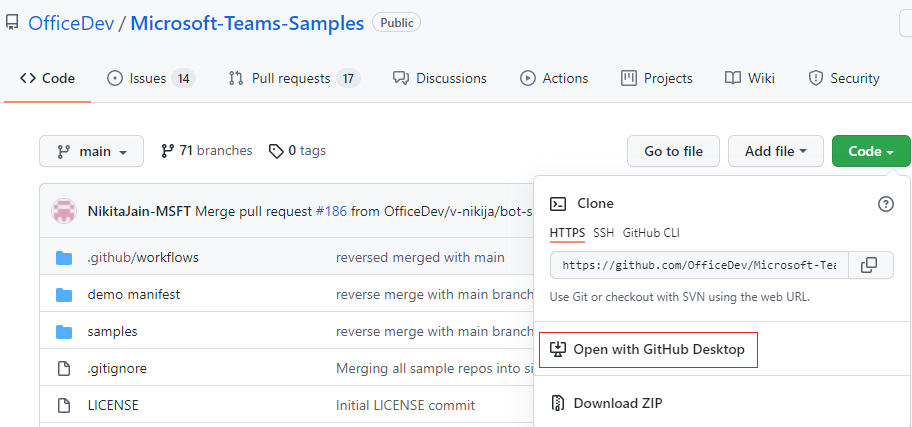 OfficeDev / Microsoft-Teams-Samples Public
Code Issues 14 Pull requests 17 Discussions Actions Projects Wiki Security
main 71 branches 0 tags Go to file Add file Code
NikitaJain-MSFT Merge pull request #186 from OfficeDev/v-nikija/bot-s
.github/workflows reversed merged with main
demo manifest reverse merge with main branch
samples reverse merge with main branch
.gitignore Merging all sample repos into si
LICENSE Initial LICENSE commit
Clone
HTTPS SSH GitHub CLI
https://github.com/OfficeDev/Microsoft-Tea
Use Git or checkout with SVN using the web URL.
Open with GitHub Desktop
Download ZIP